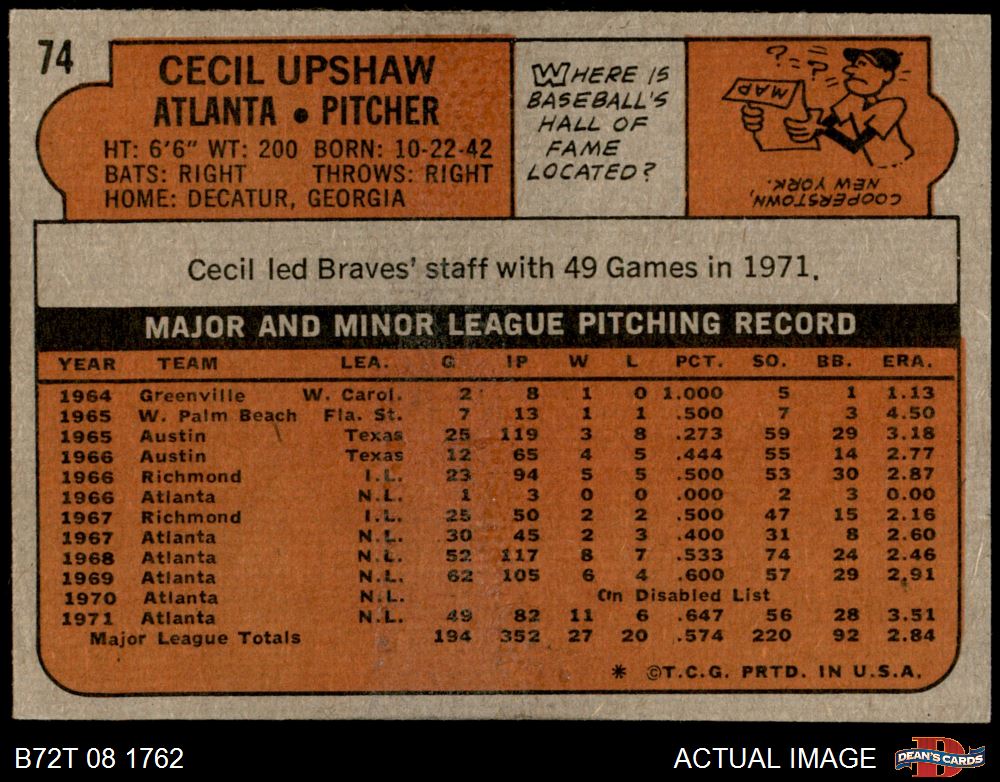 74
CECIL UPSHAW
ATLANTA • PITCHER
HT: 6'6" WT: 200 BORN: 10-22-42
BATS: RIGHT THROWS: RIGHT
HOME: DECATUR, GEORGIA
WHERE IS
BASEBALL'S
HALL OF
FAME
LOCATED?
? ? ? ?
MAP
COOPERSTOWN,
NEW YORK.
Cecil led Braves' staff with 49 Games in 1971.
MAJOR AND MINOR LEAGUE PITCHING RECORD
YEAR TEAM LEA. G IP W L PCT. SO. BB. ERA.
1964 Greenville W. Carol. 2 8 1 0 1.000 5 1 1.13
1965 W. Palm Beach Fla. St. 7 13 1 1 .500 7 3 4.50
1965 Austin Texas 25 119 3 8 .273 59 29 3.18
1966 Austin Texas 12 65 4 5 .444 55 14 2.77
1966 Richmond I.L. 23 94 5 5 .500 53 30 2.87
1966 Atlanta N.L. 1 3 0 0 .000 2 3 0.00
1967 Richmond I.L. 25 50 2 2 .500 47 15 2.16
1967 Atlanta N.L. 30 45 2 3 .400 31 8 2.60
1968 Atlanta N.L. 52 117 8 7 .533 74 24 2.46
1969 Atlanta N.L. 62 105 6 4 .600 57 29 2.91
1970 Atlanta N.L. On Disabled List
1971 Atlanta N.L. 49 82 11 6 .647 56 28 3.51
Major League Totals 194 352 27 20 .574 220 92 2.84
* ©T.C.G. PRTD. IN U.S.A.
B72T 08 1762
ACTUAL IMAGE
D
DEAN'S CARDS